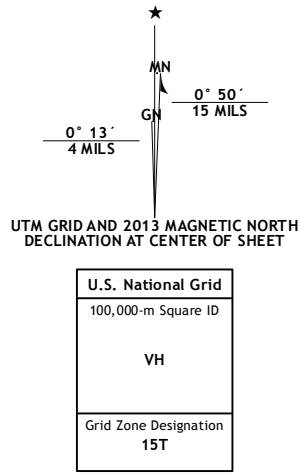 ★
MN
0° 50´
15 MILS
GN
0° 13´
4 MILS
UTM GRID AND 2013 MAGNETIC NORTH
DECLINATION AT CENTER OF SHEET
U.S. National Grid
100,000-m Square ID
VH
Grid Zone Designation
15T